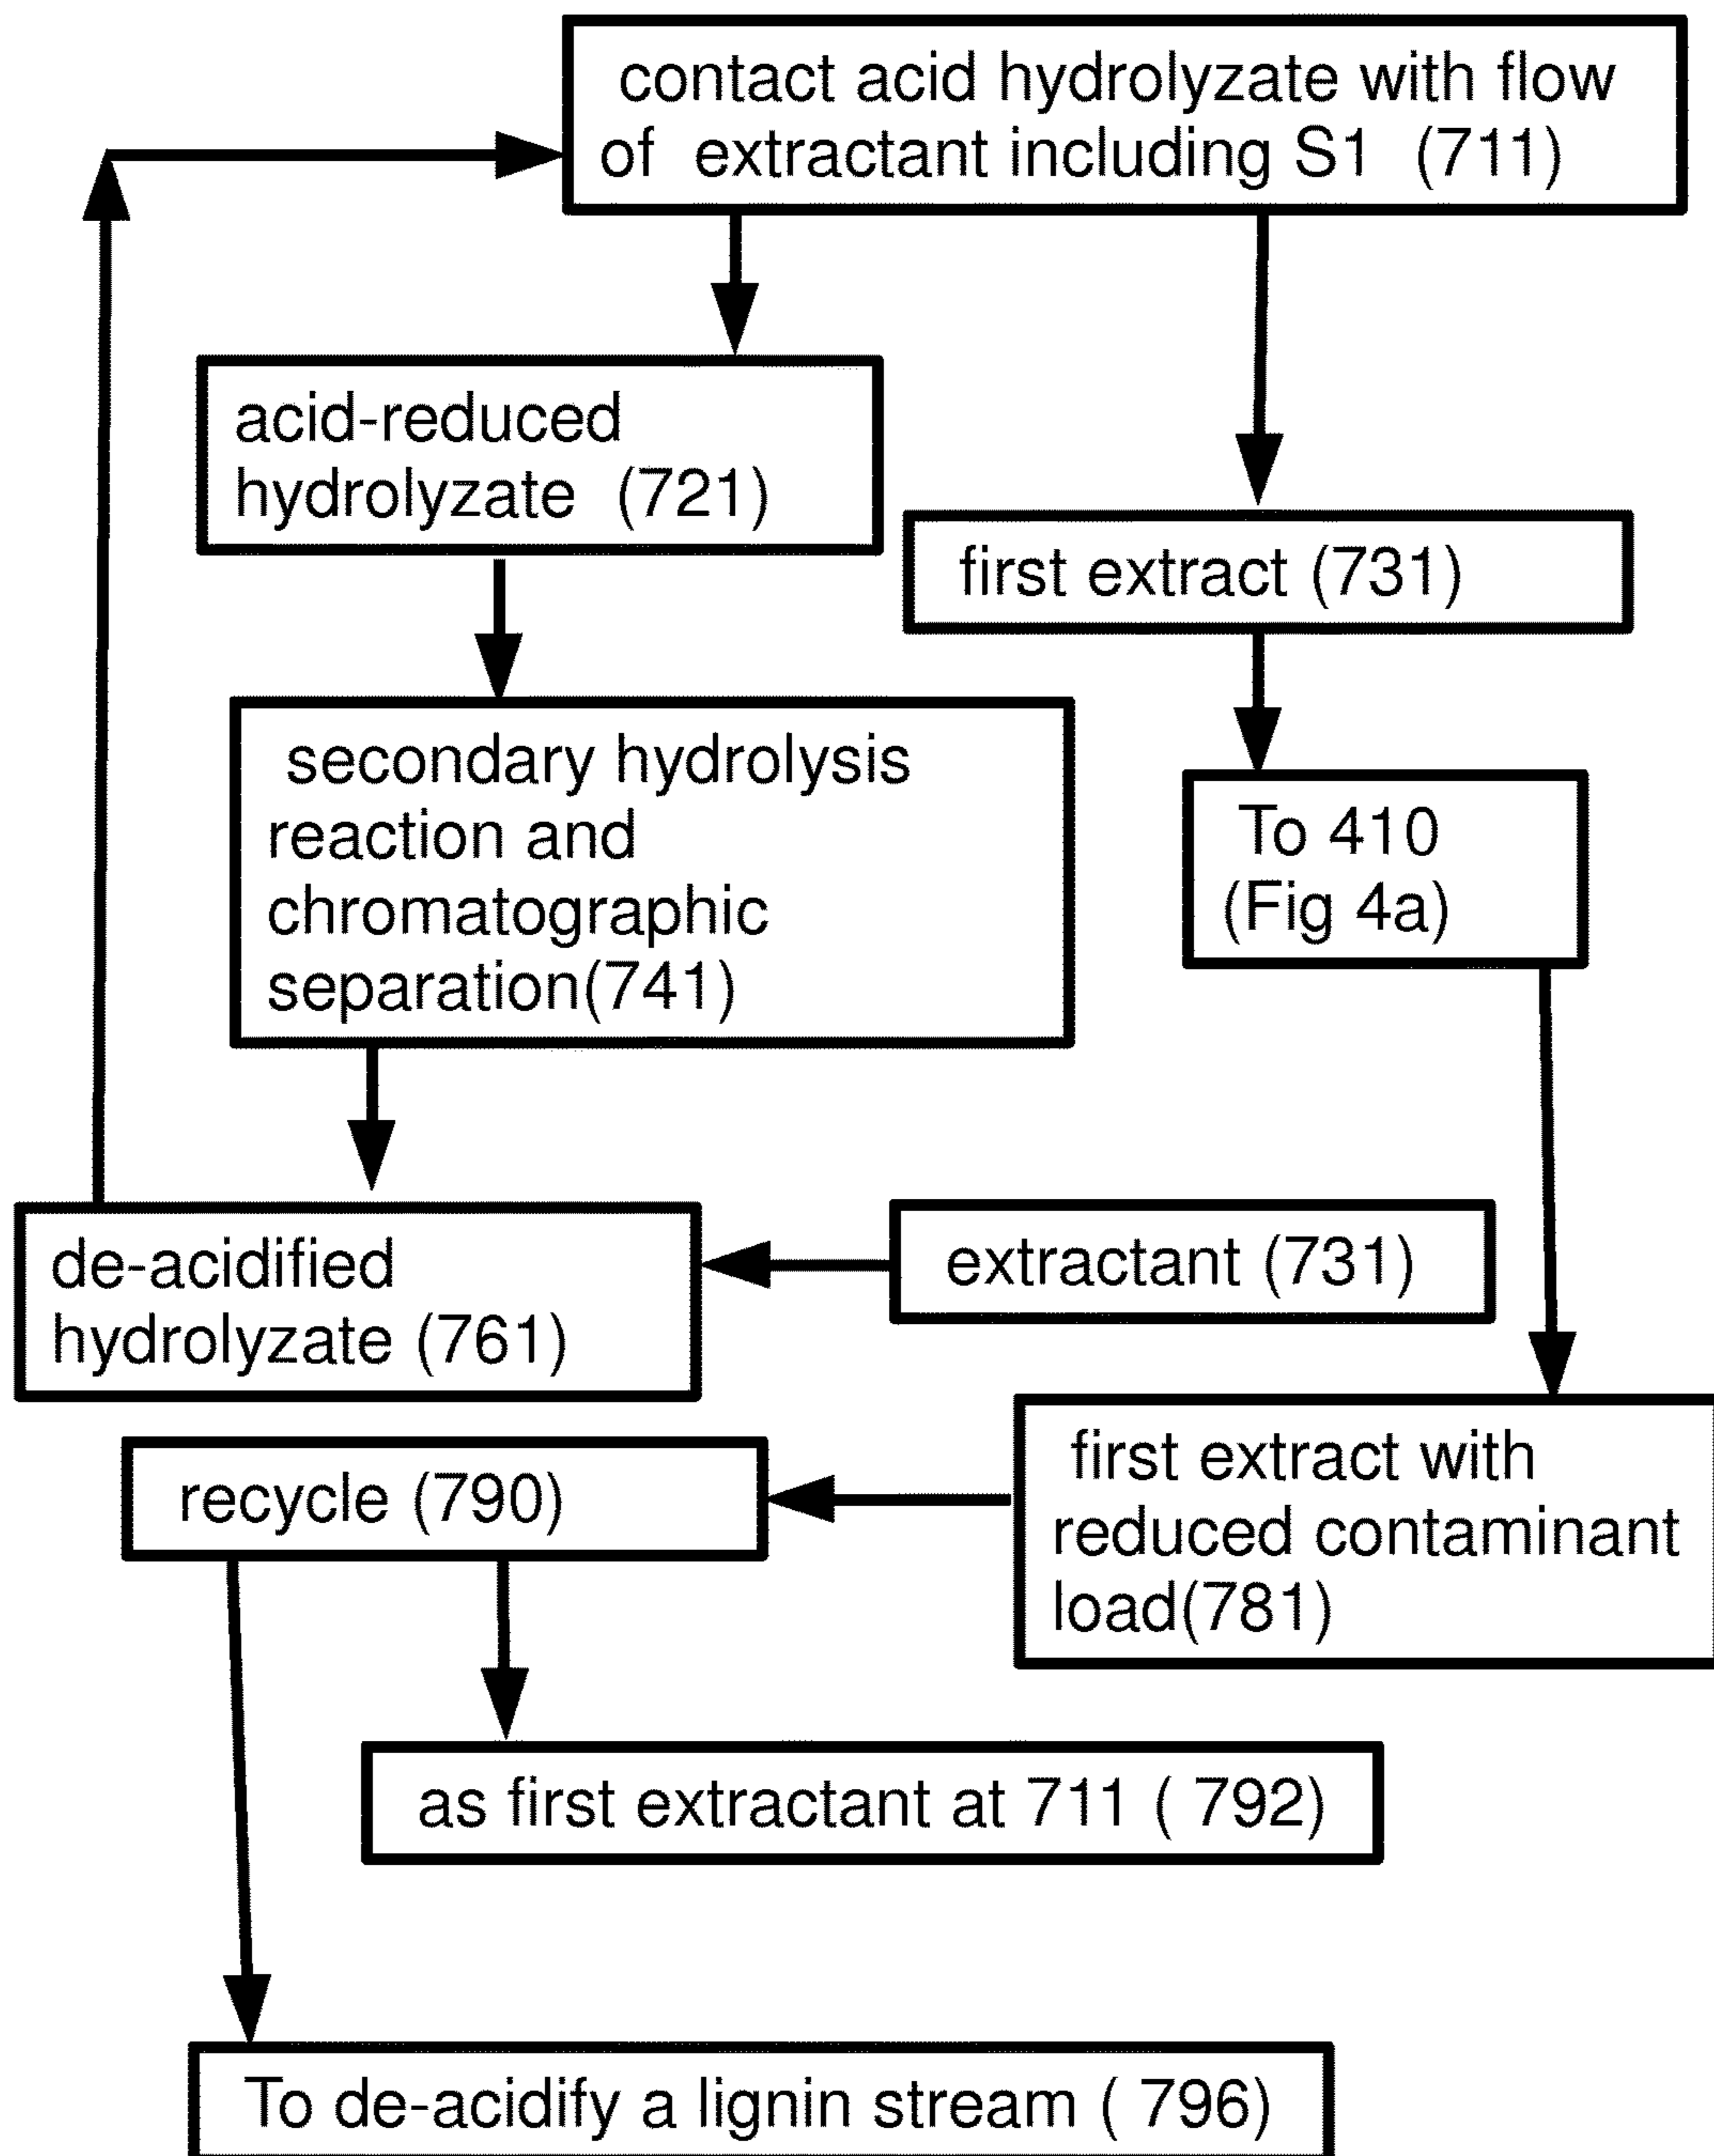 contact acid hydrolyzate with flow
of extractant including S1 (711)
acid-reduced
hydrolyzate (721)
first extract (731)
secondary hydrolysis
reaction and
chromatographic
separation(741)
To 410
(Fig 4a)
de-acidified
hydrolyzate (761)
extractant (731)
first extract with
reduced contaminant
load(781)
recycle (790)
as first extractant at 711 ( 792)
To de-acidify a lignin stream ( 796)